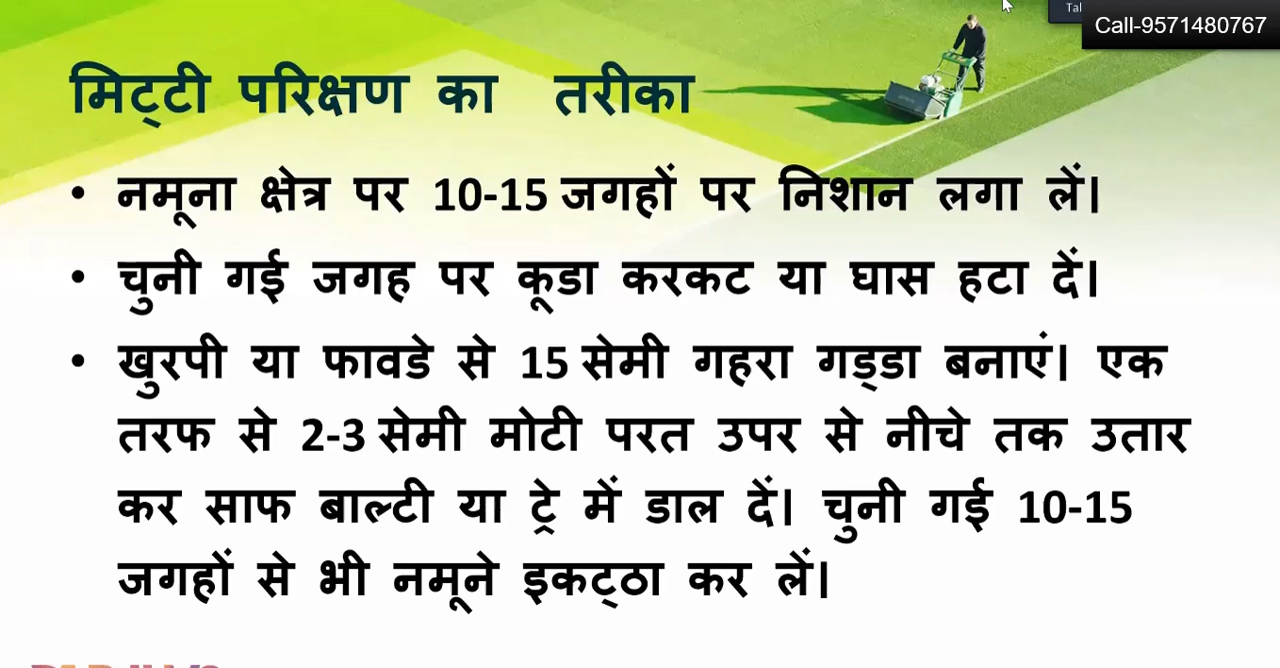 Call-9571480767
मिट्टी परिक्षण का तरीका
• नमूना क्षेत्र पर 10-15 जगहों पर निशान लगा लें।
• चुनी गई जगह पर कूडा करकट या घास हटा दें।
• खुरपी या फावडे से 15 सेमी गहरा गड्डा बनाएं। एक
तरफ से 2-3 सेमी मोटी परत उपर से नीचे तक उतार
कर साफ बाल्टी या ट्रे में डाल दें। चुनी गई 10-15
जगहों से भी नमूने इकट्ठा कर लें।